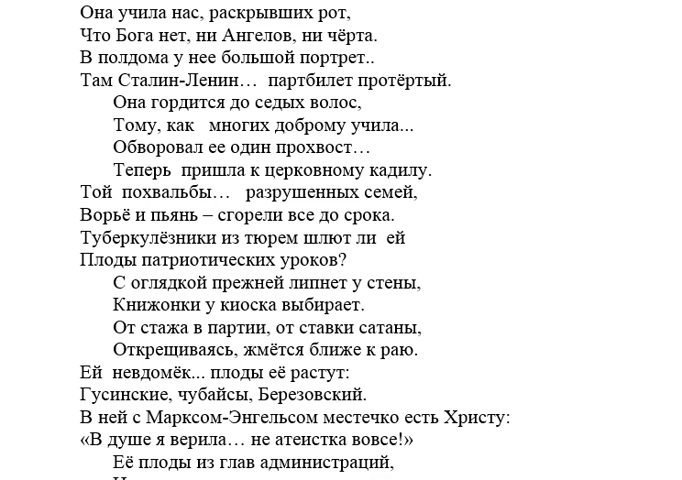 Она учила нас, раскрывших рот,
Что Бога нет, ни Ангелов, ни чёрта.
В полдома у нее большой портрет..
Там Сталин-Ленин… партбилет протёртый.
Она гордится до седых волос,
Тому, как многих доброму учила...
Обворовал ее один прохвост…
Теперь пришла к церковному кадилу.
Той похвальбы… разрушенных семей,
Ворьё и пьянь – сгорели все до срока.
Туберкулёзники из тюрем шлют ли ей
Плоды патриотических уроков?
С оглядкой прежней липнет у стены,
Книжонки у киоска выбирает.
От стажа в партии, от ставки сатаны,
Открещиваясь, жмётся ближе к раю.
Ей невдомёк... плоды её растут:
Гусинские, чубайсы, Березовский.
В ней с Марксом-Энгельсом местечко есть Христу:
«В душе я верила… не атеистка вовсе!»
Её плоды из глав администраций,